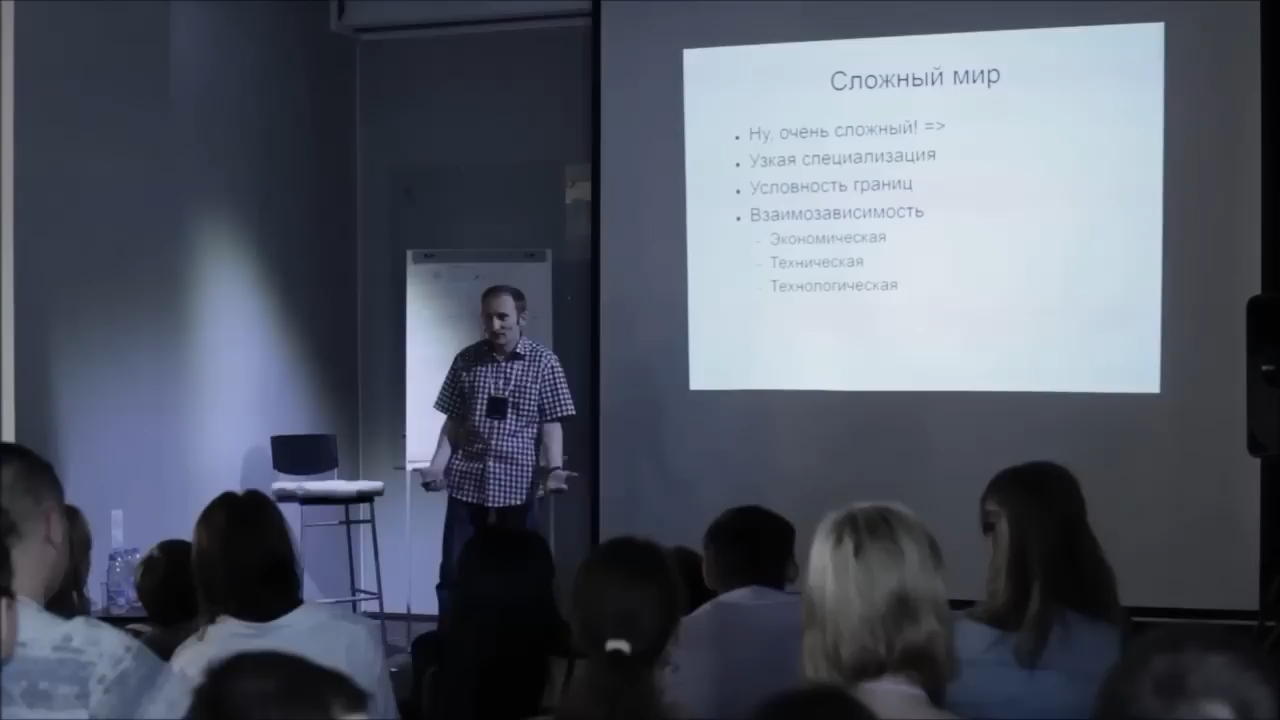 Сложный мир
• Ну, очень сложный! =>
• Узкая специализация
• Условность границ
• Взаимозависимость
– Экономическая
– Техническая
– Технологическая